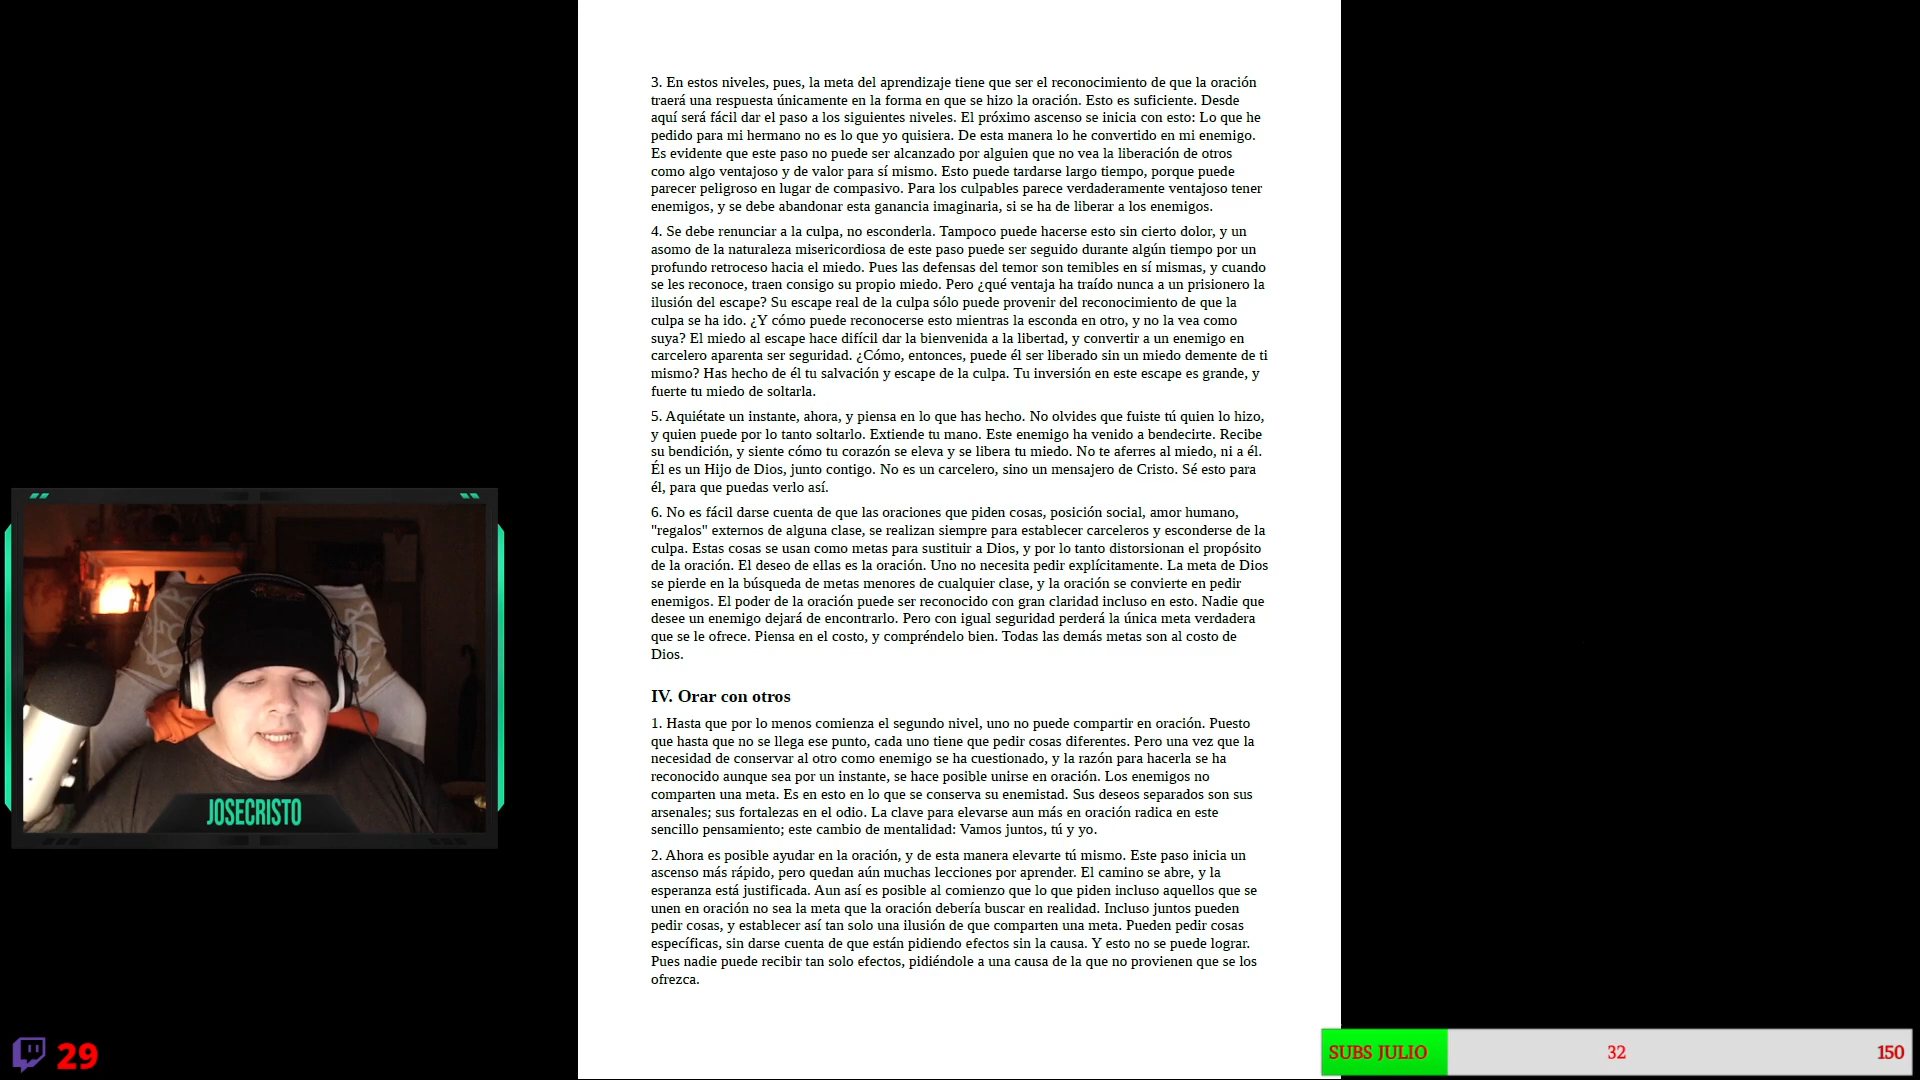 3. En estos niveles, pues, la meta del aprendizaje tiene que ser el reconocimiento de que la oración
traerá una respuesta únicamente en la forma en que se hizo la oración. Esto es suficiente. Desde
aquí será fácil dar el paso a los siguientes niveles. El próximo ascenso se inicia con esto: Lo que he
pedido para mi hermano no es lo que yo quisiera. De esta manera lo he convertido en mi enemigo.
Es evidente que este paso no puede ser alcanzado por alguien que no vea la liberación de otros
como algo ventajoso y de valor para sí mismo. Esto puede tardarse largo tiempo, porque puede
parecer peligroso en lugar de compasivo. Para los culpables parece verdaderamente ventajoso tener
enemigos, y se debe abandonar esta ganancia imaginaria, si se ha de liberar a los enemigos.
4. Se debe renunciar a la culpa, no esconderla. Tampoco puede hacerse esto sin cierto dolor, y un
asomo de la naturaleza misericordiosa de este paso puede ser seguido durante algún tiempo por un
profundo retroceso hacia el miedo. Pues las defensas del temor son temibles en sí mismas, y cuando
se les reconoce, traen consigo su propio miedo. Pero ¿qué ventaja ha traído nunca a un prisionero la
ilusión del escape? Su escape real de la culpa sólo puede provenir del reconocimiento de que la
culpa se ha ido. ¿Y cómo puede reconocerse esto mientras la esconda en otro, y no la vea como
suya? El miedo al escape hace difícil dar la bienvenida a la libertad, y convertir a un enemigo en
carcelero aparenta ser seguridad. ¿Cómo, entonces, puede él ser liberado sin un miedo demente de ti
mismo? Has hecho de él tu salvación y escape de la culpa. Tu inversión en este escape es grande, y
fuerte tu miedo de soltarla.
5. Aquiétate un instante, ahora, y piensa en lo que has hecho. No olvides que fuiste tú quien lo hizo,
y quien puede por lo tanto soltarlo. Extiende tu mano. Este enemigo ha venido a bendecirte. Recibe
su bendición, y siente cómo tu corazón se eleva y se libera tu miedo. No te aferres al miedo, ni a él.
Él es un Hijo de Dios, junto contigo. No es un carcelero, sino un mensajero de Cristo. Sé esto para
él, para que puedas verlo así.
6. No es fácil darse cuenta de que las oraciones que piden cosas, posición social, amor humano,
"regalos" externos de alguna clase, se realizan siempre para establecer carceleros y esconderse de la
culpa. Estas cosas se usan como metas para sustituir a Dios, y por lo tanto distorsionan el propósito
de la oración. El deseo de ellas es la oración. Uno no necesita pedir explícitamente. La meta de Dios
se pierde en la búsqueda de metas menores de cualquier clase, y la oración se convierte en pedir
enemigos. El poder de la oración puede ser reconocido con gran claridad incluso en esto. Nadie que
desee un enemigo dejará de encontrarlo. Pero con igual seguridad perderá la única meta verdadera
que se le ofrece. Piensa en el costo, y compréndelo bien. Todas las demás metas son al costo de
Dios.
IV. Orar con otros
1. Hasta que por lo menos comienza el segundo nivel, uno no puede compartir en oración. Puesto
que hasta que no se llega ese punto, cada uno tiene que pedir cosas diferentes. Pero una vez que la
necesidad de conservar al otro como enemigo se ha cuestionado, y la razón para hacerla se ha
reconocido aunque sea por un instante, se hace posible unirse en oración. Los enemigos no
comparten una meta. Es en esto en lo que se conserva su enemistad. Sus deseos separados son sus
arsenales; sus fortalezas en el odio. La clave para elevarse aun más en oración radica en este
sencillo pensamiento; este cambio de mentalidad: Vamos juntos, tú y yo.
2. Ahora es posible ayudar en la oración, y de esta manera elevarte tú mismo. Este paso inicia un
ascenso más rápido, pero quedan aún muchas lecciones por aprender. El camino se abre, y la
esperanza está justificada. Aun así es posible al comienzo que lo que piden incluso aquellos que se
unen en oración no sea la meta que la oración debería buscar en realidad. Incluso juntos pueden
pedir cosas, y establecer así tan solo una ilusión de que comparten una meta. Pueden pedir cosas
específicas, sin darse cuenta de que están pidiendo efectos sin la causa. Y esto no se puede lograr.
Pues nadie puede recibir tan solo efectos, pidiéndole a una causa de la que no provienen que se los
ofrezca.
JOSECRISTO
29
SUBS JULIO 32 150